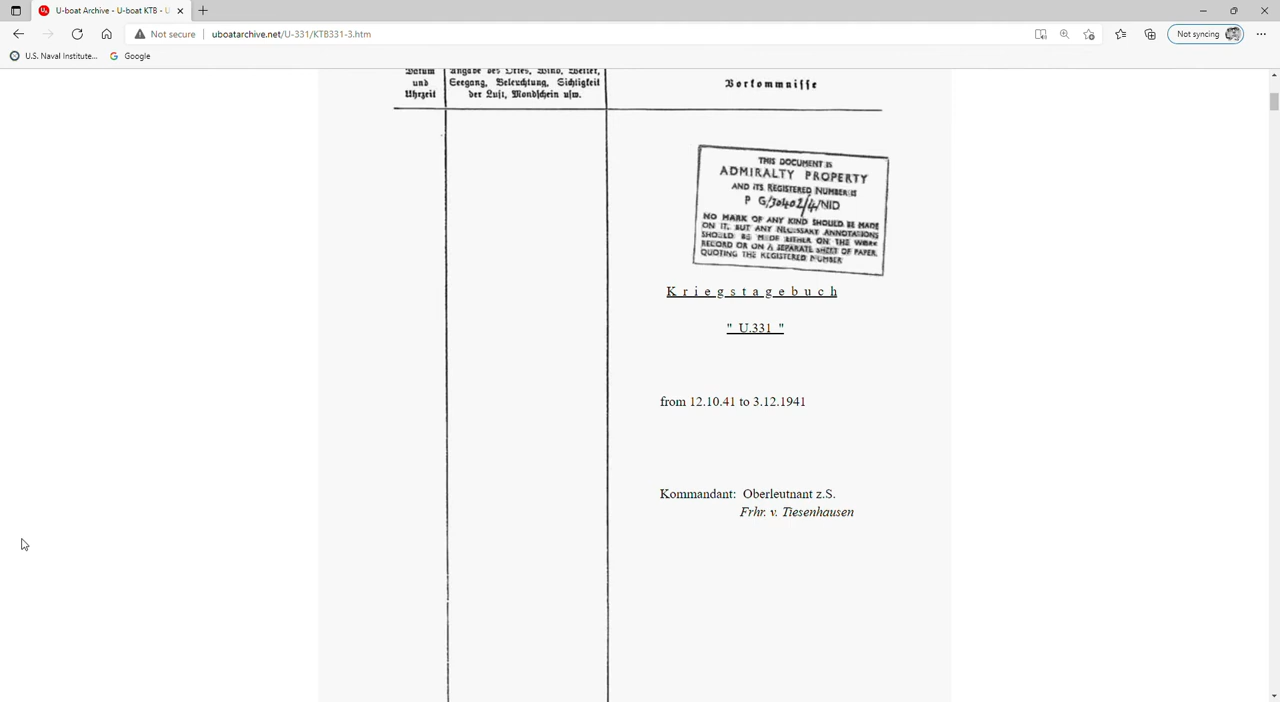 U-boat Archive - U-boat KTB - U
Not secure
uboatarchive.net/U-331/KTB331-3.htm
Not syncing
U.S. Naval Institute...
Google
Datum
und
Uhrzeit
Angabe des Ortes, Wind, Wetter,
Seegang, Beleuchtung, Sichtigkeit
der Luft, Mondschein usw.
Vorkommnisse
THIS DOCUMENT IS
ADMIRALTY PROPERTY
AND ITS REGISTERED NUMBER IS
P G/30402/4/NID
NO MARK OF ANY KIND SHOULD BE MADE
ON IT. BUT ANY NECESSARY ANNOTATIONS
SHOULD BE MADE EITHER ON THE WORK
RECORD OR ON A SEPARATE SHEET OF PAPER,
QUOTING THE REGISTERED NUMBER
K r i e g s t a g e b u c h
" U.331 "
from 12.10.41 to 3.12.1941
Kommandant: Oberleutnant z.S.
Frhr. v. Tiesenhausen